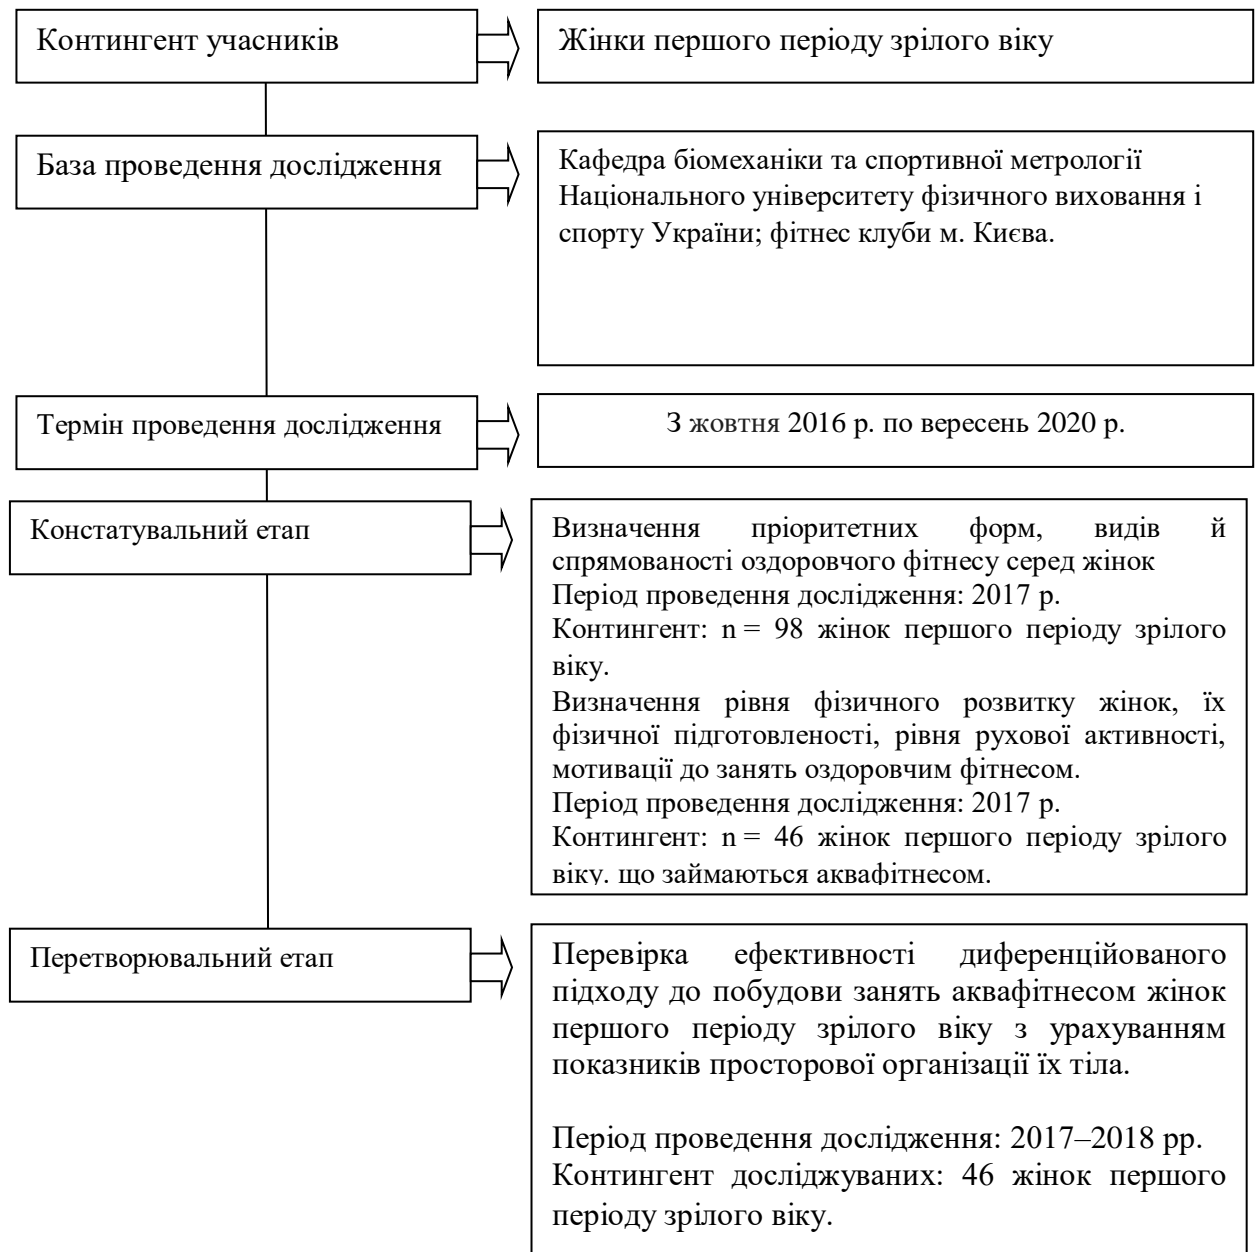 Контингент учасників
Жінки першого періоду зрілого віку
База проведення дослідження
Кафедра біомеханіки та спортивної метрології
Національного університету фізичного виховання і
спорту України; фітнес клуби м. Києва.
Термін проведення дослідження
З жовтня 2016 р. по вересень 2020 р.
Констатувальний етап
Визначення пріоритетних форм, видів й
спрямованості оздоровчого фітнесу серед жінок
Період проведення дослідження: 2017 р.
Контингент: n = 98 жінок першого періоду зрілого
віку.
Визначення рівня фізичного розвитку жінок, їх
фізичної підготовленості, рівня рухової активності,
мотивації до занять оздоровчим фітнесом.
Період проведення дослідження: 2017 р.
Контингент: n = 46 жінок першого періоду зрілого
віку, що займаються аквафітнесом.
Перетворювальний етап
Перевірка ефективності диференційованого
підходу до побудови занять аквафітнесом жінок
першого періоду зрілого віку з урахуванням
показників просторової організації їх тіла.
Період проведення дослідження: 2017–2018 рр.
Контингент досліджуваних: 46 жінок першого
періоду зрілого віку.